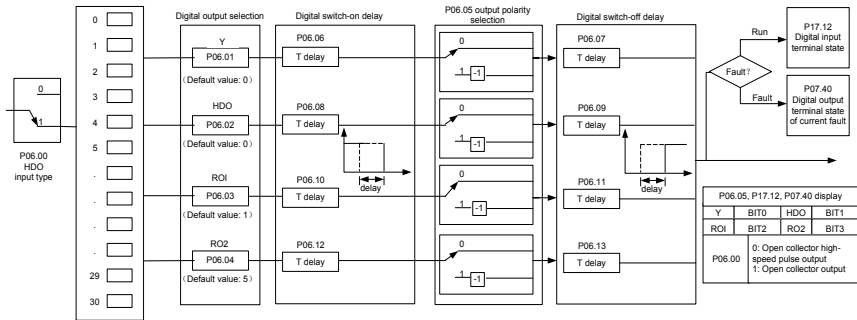 0
1
2
3
4
5
.
.
.
29
30
0
1
P06.00
HDO
input type
Digital output selection
Y
P06.01
（Default value: 0）
HDO
P06.02
（Default value: 0）
ROI
P06.03
（Default value: 1）
RO2
P06.04
（Default value: 5）
Digital switch-on delay
P06.06
T delay
P06.08
T delay
delay
P06.10
T delay
P06.12
T delay
P06.05 output polarity
selection
0
1
-1
0
1
-1
0
1
-1
0
1
-1
Digital switch-off delay
P06.07
T delay
P06.09
T delay
delay
P06.11
T delay
P06.13
T delay
Run
Fault?
Fault
P17.12
Digital input
terminal state
P07.40
Digital output
terminal state
of current fault
P06.05, P17.12, P07.40 display
Y BIT0 HDO BIT1
ROI BIT2 RO2 BIT3
P06.00
0: Open collector high-
speed pulse output
1: Open collector output